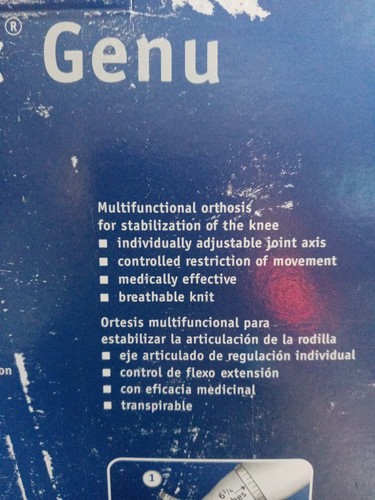 ® Genu
Multifunctional orthosis
for stabilization of the knee
■ individually adjustable joint axis
■ controlled restriction of movement
■ medically effective
■ breathable knit
Ortesis multifuncional para
estabilizar la articulación de la rodilla
■ eje articulado de regulación individual
■ control de flexo extensión
■ con eficacia medicinal
■ transpirable
1